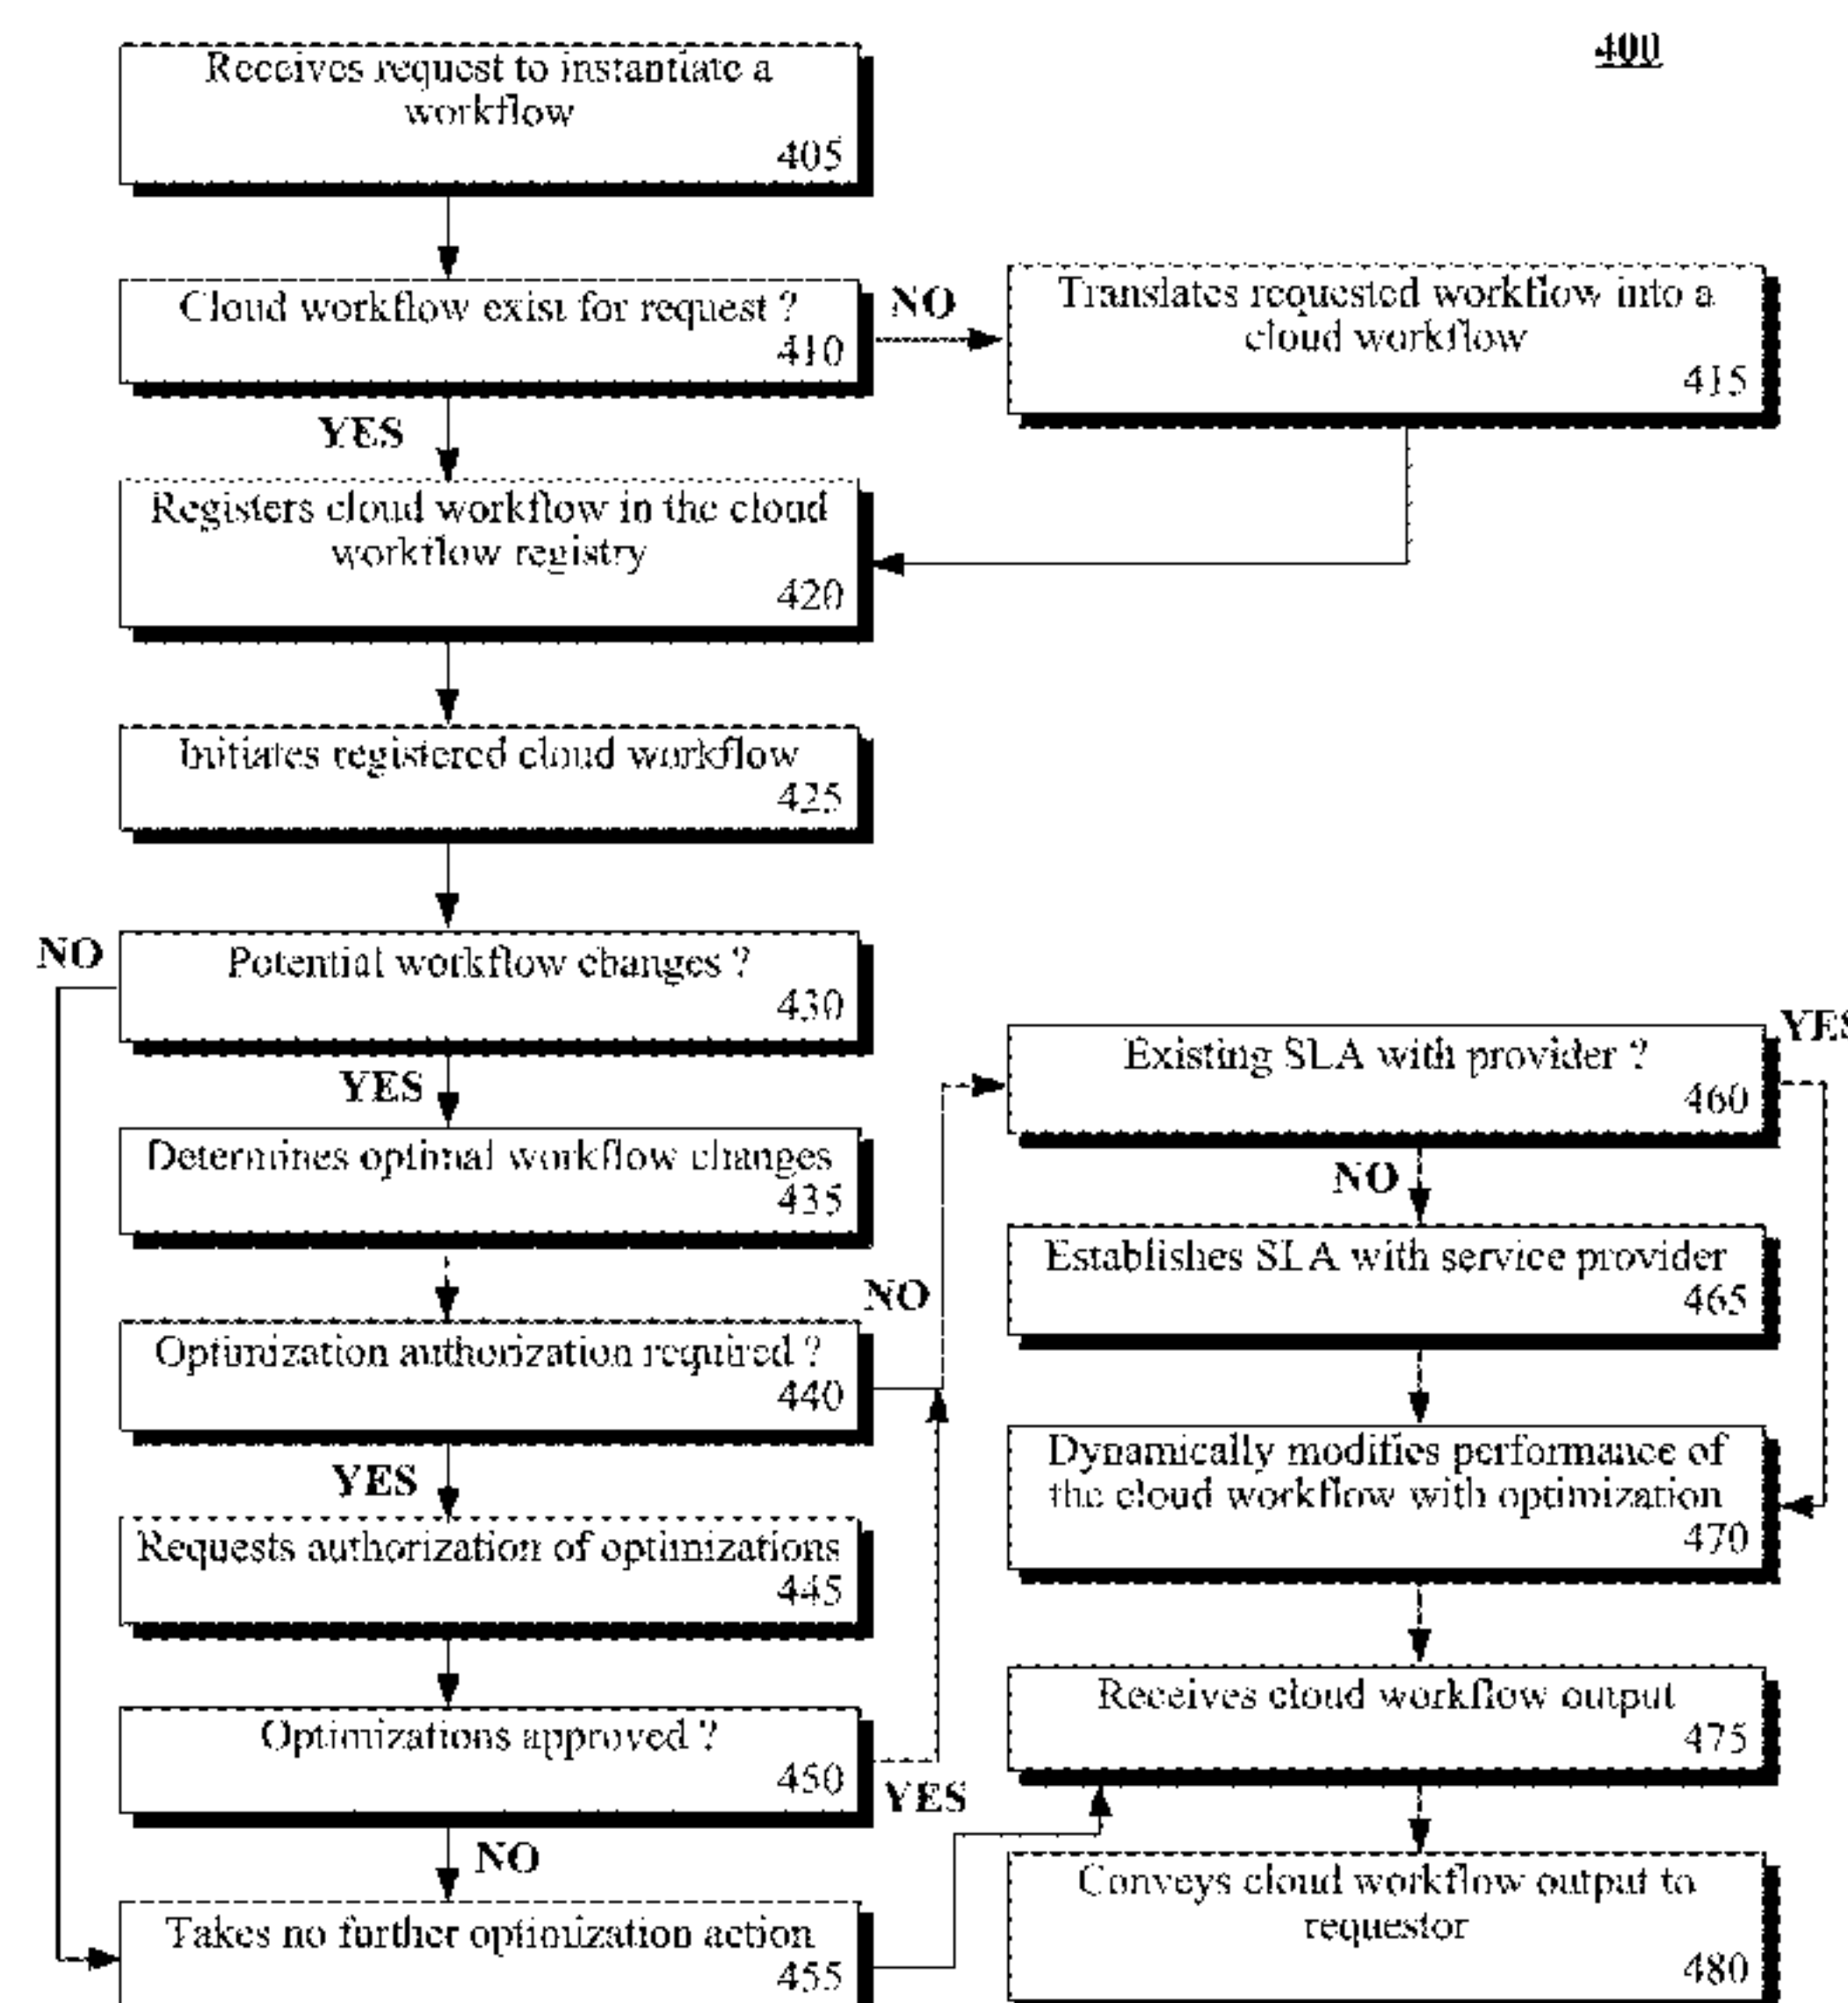 400
Receives request to instantiate a
workflow
405
Cloud workflow exist for request ?
410
NO
Translates requested workflow into a
cloud workflow
415
YES
Registers cloud workflow in the cloud
workflow registry
420
Initiates registered cloud workflow
425
NO
Potential workflow changes ?
430
YES
Determines optimal workflow changes
435
NO
Optimization authorization required ?
440
YES
Requests authorization of optimizations
445
Optimizations approved ?
450
YES
NO
Takes no further optimization action
455
Existing SLA with provider ?
460
YES
NO
Establishes SLA with service provider
465
Dynamically modifies performance of
the cloud workflow with optimization
470
Receives cloud workflow output
475
Conveys cloud workflow output to
requestor
480